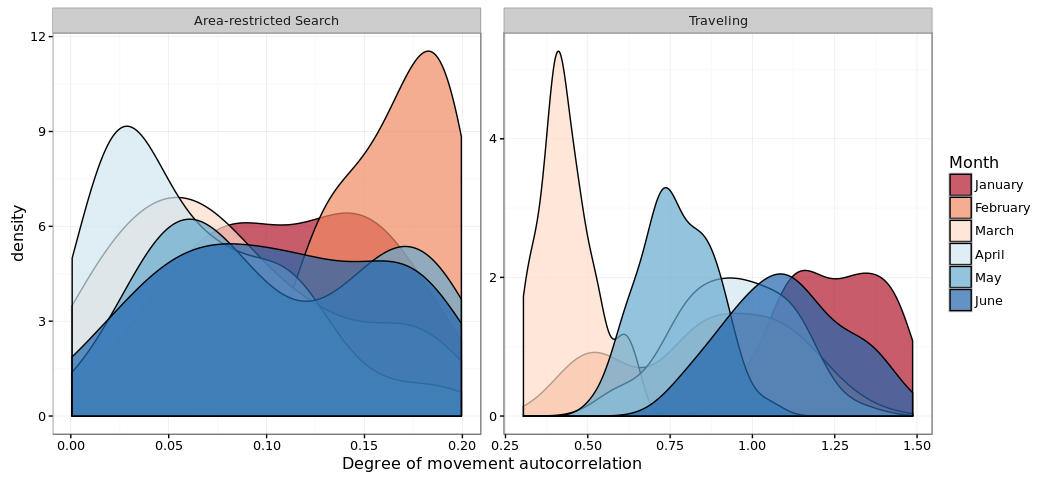 Area-restricted Search
Traveling
density
12
9
6
3
0
4
2
0
0.00
0.05
0.10
0.15
0.20
0.25
0.50
0.75
1.00
1.25
1.50
Degree of movement autocorrelation
Month
January
February
March
April
May
June